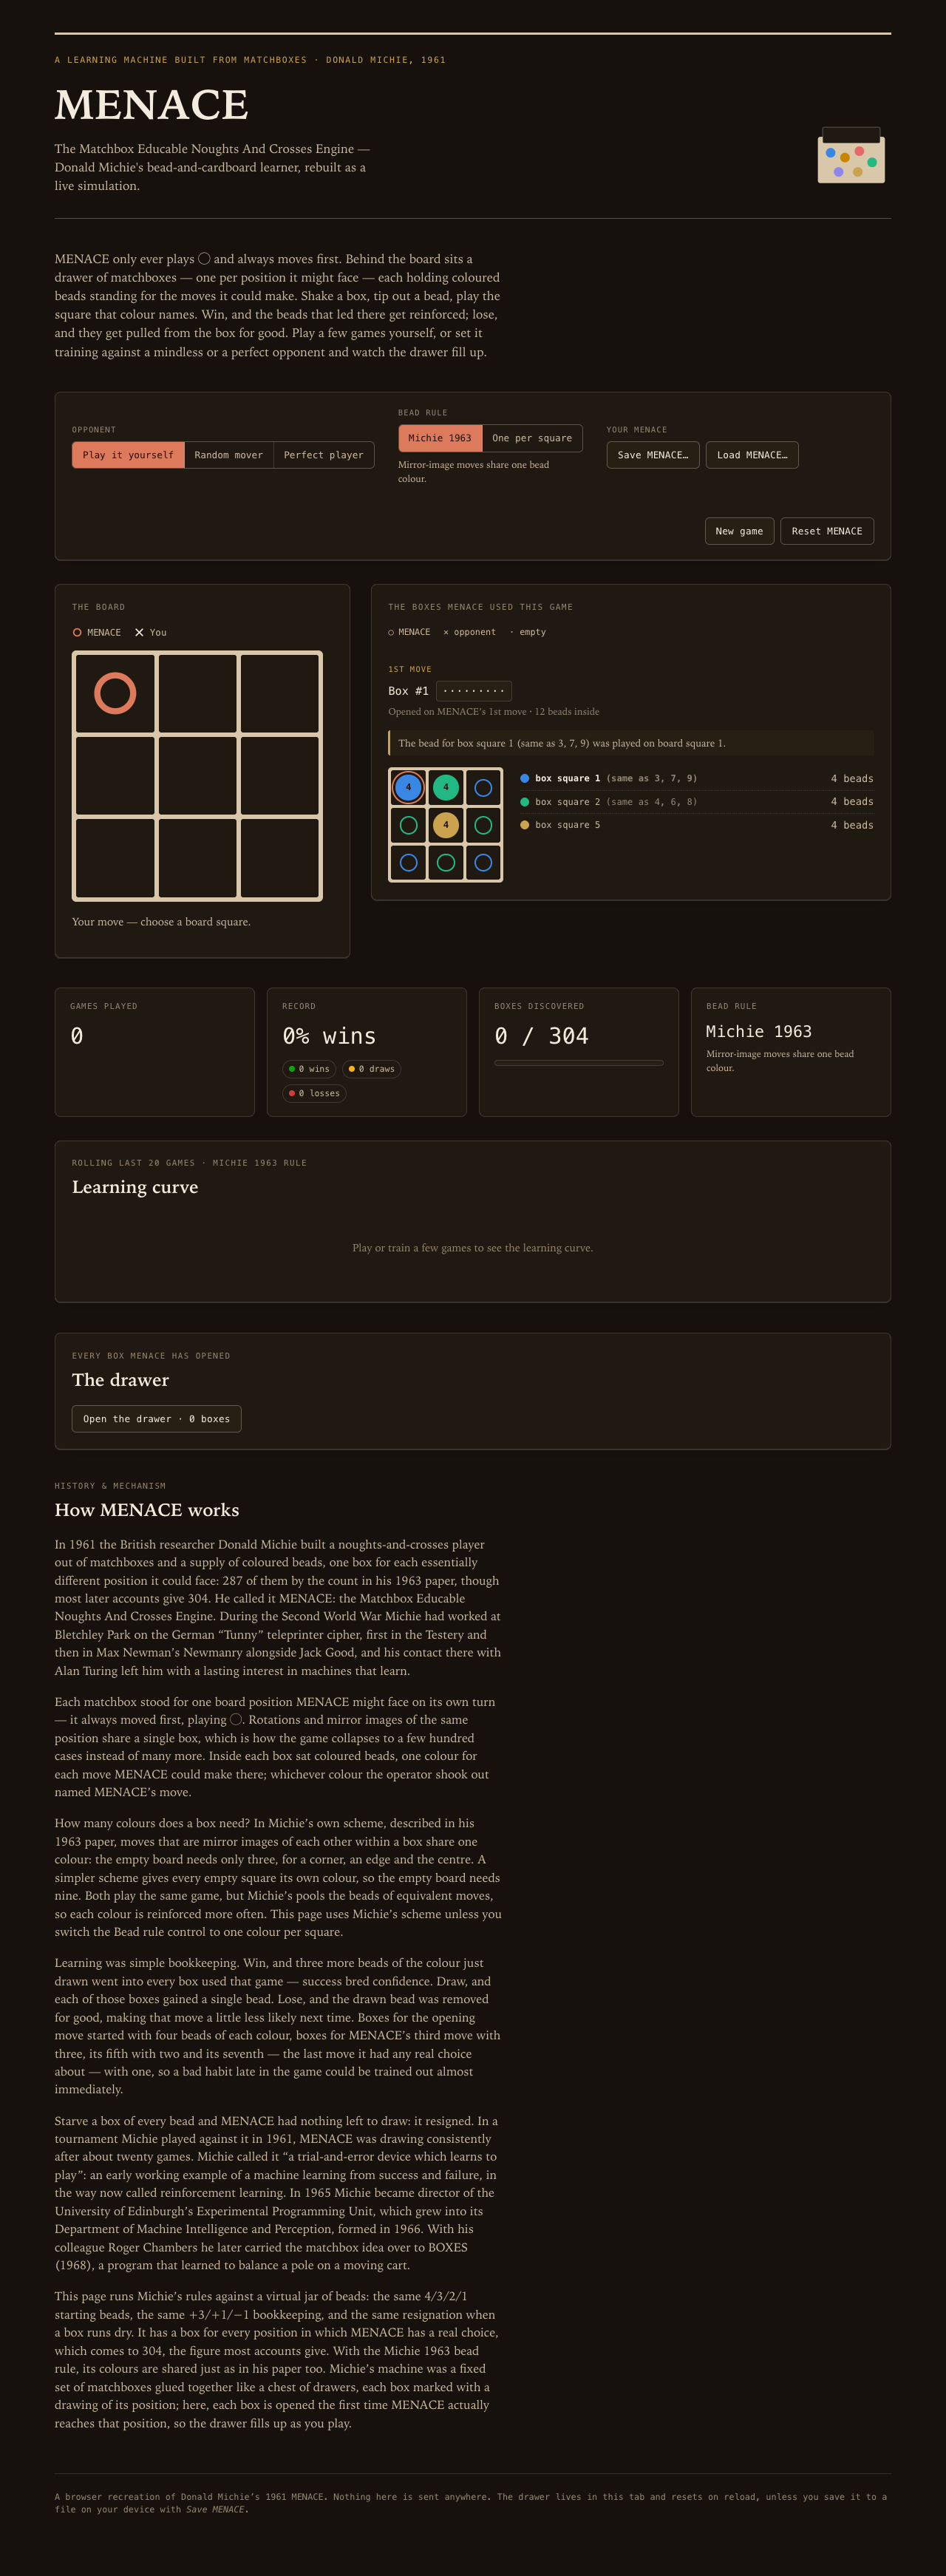 A LEARNING MACHINE BUILT FROM MATCHBOXES · DONALD MICHIE, 1961
MENACE
The Matchbox Educable Noughts And Crosses Engine —
Donald Michie's bead-and-cardboard learner, rebuilt as a
live simulation.
MENACE only ever plays ◯ and always moves first. Behind the board sits a
drawer of matchboxes — one per position it might face — each holding coloured
beads standing for the moves it could make. Shake a box, tip out a bead, play the
square that colour names. Win, and the beads that led there get reinforced; lose,
and they get pulled from the box for good. Play a few games yourself, or set it
training against a mindless or a perfect opponent and watch the drawer fill up.
OPPONENT
Play it yourself
Random mover
Perfect player
BEAD RULE
Michie 1963
One per square
Mirror-image moves share one bead
colour.
YOUR MENACE
Save MENACE…
Load MENACE…
New game
Reset MENACE
THE BOARD
MENACE × You
Your move — choose a board square.
THE BOXES MENACE USED THIS GAME
○ MENACE × opponent · empty
1ST MOVE
Box #1 ·········
Opened on MENACE’s 1st move · 12 beads inside
The bead for box square 1 (same as 3, 7, 9) was played on board square 1.
4 4
4
box square 1 (same as 3, 7, 9) 4 beads
box square 2 (same as 4, 6, 8) 4 beads
box square 5 4 beads
GAMES PLAYED
0
RECORD
0% wins
0 wins
0 draws
0 losses
BOXES DISCOVERED
0 / 304
BEAD RULE
Michie 1963
Mirror-image moves share one bead
colour.
ROLLING LAST 20 GAMES · MICHIE 1963 RULE
Learning curve
Play or train a few games to see the learning curve.
EVERY BOX MENACE HAS OPENED
The drawer
Open the drawer · 0 boxes
HISTORY & MECHANISM
How MENACE works
In 1961 the British researcher Donald Michie built a noughts-and-crosses player
out of matchboxes and a supply of coloured beads, one box for each essentially
different position it could face: 287 of them by the count in his 1963 paper, though
most later accounts give 304. He called it MENACE: the Matchbox Educable
Noughts And Crosses Engine. During the Second World War Michie had worked at
Bletchley Park on the German “Tunny” teleprinter cipher, first in the Testery and
then in Max Newman’s Newmanry alongside Jack Good, and his contact there with
Alan Turing left him with a lasting interest in machines that learn.
Each matchbox stood for one board position MENACE might face on its own turn
— it always moved first, playing ◯. Rotations and mirror images of the same
position share a single box, which is how the game collapses to a few hundred
cases instead of many more. Inside each box sat coloured beads, one colour for
each move MENACE could make there; whichever colour the operator shook out
named MENACE’s move.
How many colours does a box need? In Michie’s own scheme, described in his
1963 paper, moves that are mirror images of each other within a box share one
colour: the empty board needs only three, for a corner, an edge and the centre. A
simpler scheme gives every empty square its own colour, so the empty board needs
nine. Both play the same game, but Michie’s pools the beads of equivalent moves,
so each colour is reinforced more often. This page uses Michie’s scheme unless you
switch the Bead rule control to one colour per square.
Learning was simple bookkeeping. Win, and three more beads of the colour just
drawn went into every box used that game — success bred confidence. Draw, and
each of those boxes gained a single bead. Lose, and the drawn bead was removed
for good, making that move a little less likely next time. Boxes for the opening
move started with four beads of each colour, boxes for MENACE’s third move with
three, its fifth with two and its seventh — the last move it had any real choice
about — with one, so a bad habit late in the game could be trained out almost
immediately.
Starve a box of every bead and MENACE had nothing left to draw: it resigned. In a
tournament Michie played against it in 1961, MENACE was drawing consistently
after about twenty games. Michie called it “a trial-and-error device which learns to
play”: an early working example of a machine learning from success and failure, in
the way now called reinforcement learning. In 1965 Michie became director of the
University of Edinburgh’s Experimental Programming Unit, which grew into its
Department of Machine Intelligence and Perception, formed in 1966. With his
colleague Roger Chambers he later carried the matchbox idea over to BOXES
(1968), a program that learned to balance a pole on a moving cart.
This page runs Michie’s rules against a virtual jar of beads: the same 4/3/2/1
starting beads, the same +3/+1/−1 bookkeeping, and the same resignation when
a box runs dry. It has a box for every position in which MENACE has a real choice,
which comes to 304, the figure most accounts give. With the Michie 1963 bead
rule, its colours are shared just as in his paper too. Michie’s machine was a fixed
set of matchboxes glued together like a chest of drawers, each box marked with a
drawing of its position; here, each box is opened the first time MENACE actually
reaches that position, so the drawer fills up as you play.
A browser recreation of Donald Michie’s 1961 MENACE. Nothing here is sent anywhere. The drawer lives in this tab and resets on reload, unless you save it to a
file on your device with Save MENACE.